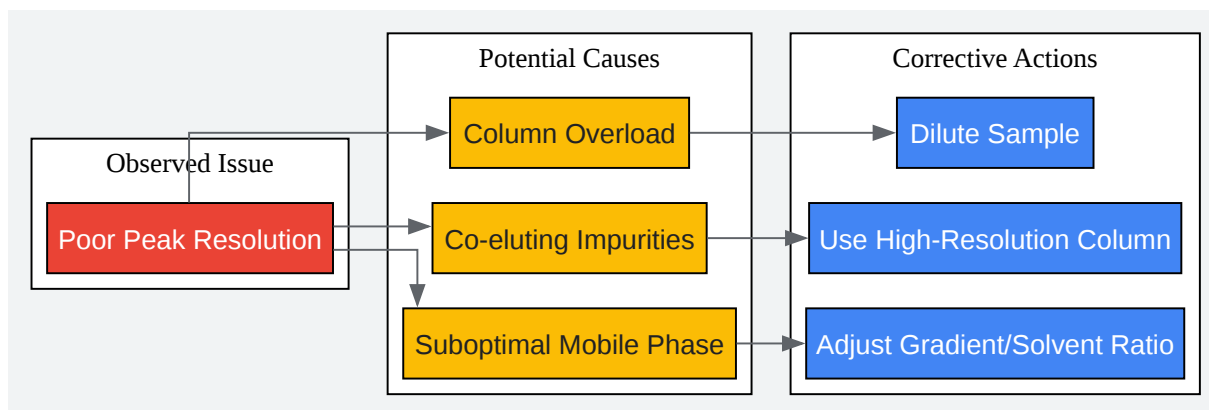 Observed Issue
Poor Peak Resolution
Potential Causes
Column Overload
Co-eluting Impurities
Suboptimal Mobile Phase
Corrective Actions
Dilute Sample
Use High-Resolution Column
Adjust Gradient/Solvent Ratio